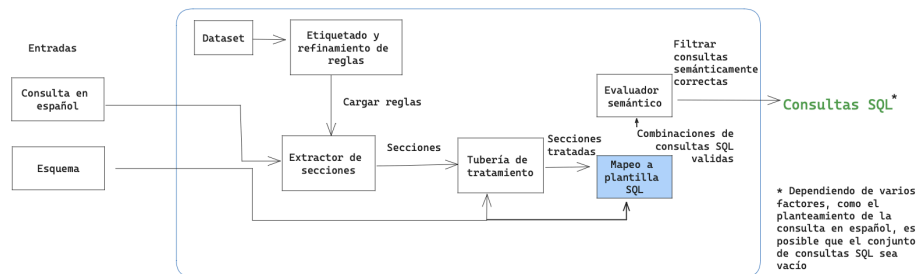 Entradas
Consulta en
español
Esquema
Dataset
Etiquetado y
refinamiento de
reglas
Cargar reglas
Extractor de
secciones
Secciones
Tubería de
tratamiento
Secciones
tratadas
Mapeo a
plantilla
SQL
Combinaciones de
consultas SQL
validas
Evaluador
semántico
Filtrar
consultas
semánticamente
correctas
Consultas SQL*
* Dependiendo de varios
factores, como el
planteamiento de la
consulta en español, es
posible que el conjunto
de consultas SQL sea
vacío